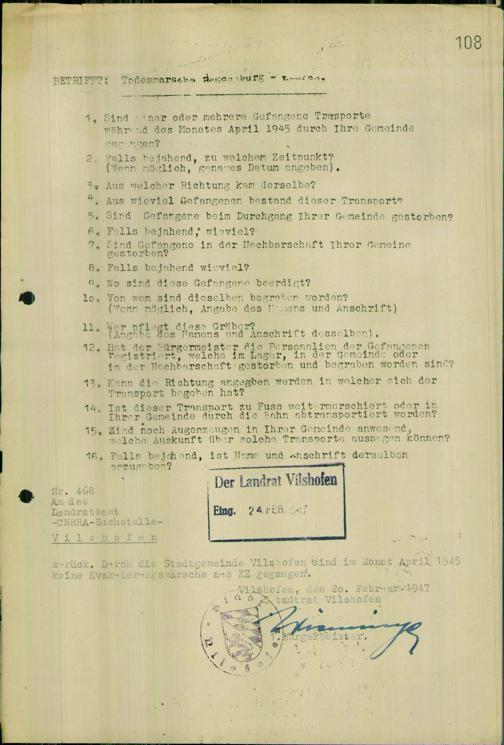 108
BETRIFFT: Todesmarsche Regensburg -
1. Sind einer oder mehrere Gefangene Trasporte
während des Monates April 1945 durch Ihre Gemeinde
gegangen?
2. Falls bejahend, zu welchem Zeitpunkt?
(Wenn möglich, genaues Datum angeben).
3. Aus welcher Richtung kam derselbe?
4. Aus wieviel Gefangenen bestand dieser Transport?
5. Sind Gefangene beim Durchgang Ihrer Gemeinde gestorben?
6. Falls bejahend, wieviel?
7. Sind Gefangene in der Nachbarschaft Ihrer Gemeine
gestorben?
8. Falls bejahend wieviel?
9. Wo sind diese Gefangene beerdigt?
10. Von wem sind dieselben begraben worden?
(Wenn möglich, Angabe des Namens und Anschrift)
11. Wer pflegt diese Gräber?
(Angabe des Namens und Anschrift desselben).
12. Hat der Bürgermeister die Personalien der Gefangenen
registriert, welche im Lager, in der Gemeinde oder
in der Nachbarschaft gestorben und begraben worden sind?
13. Kann die Richtung angegben werden in welcher sich der
Transport begeben hat?
14. Ist dieser Transport zu Fuss weitermarschiert oder in
Ihrer Gemeinde durch die Bahn abtransportiert worden?
15. Sind noch Augenzeugen in Ihrer Gemeinde anwesend,
welche Auskunft über solche Transporte aussagen können?
16. Falls bejahend, ist Name und Anschrift derselben
anzugeben?
Der Landrat Vilshofen
Eing. 24. FEB.
Nr. 468
An das
Landratsamt
-UNRRA-Suchstelle-
Vilshofen
zurück. Durch die Stadtgemeinde Vilshofen sind im Monat April 1945
keine Evakuierungsmärsche aus KZ gegangen.
Vilshofen, den 20. Februar 1947
Stadtrat Vilshofen
1. Bürgermeister.